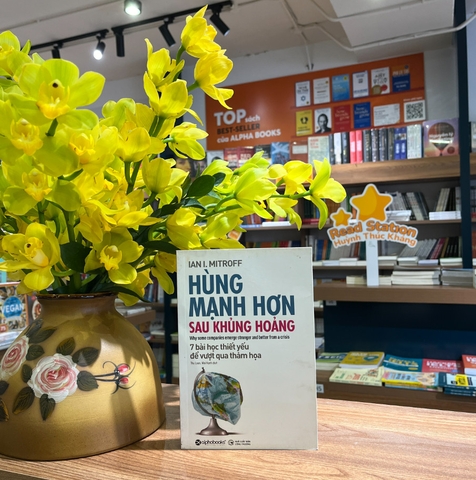 TOP sách
BEST-SELLER
của ALPHA BOOKS
Read Station
Huỳnh Thúc Kháng
VEGAN
IAN I. MITROFF
HÙNG
MẠNH HƠN
SAU KHỦNG HOẢNG
Why some companies emerge stronger and better from a crisis
7 bài học thiết yếu
để vượt qua thảm họa
alphabooks